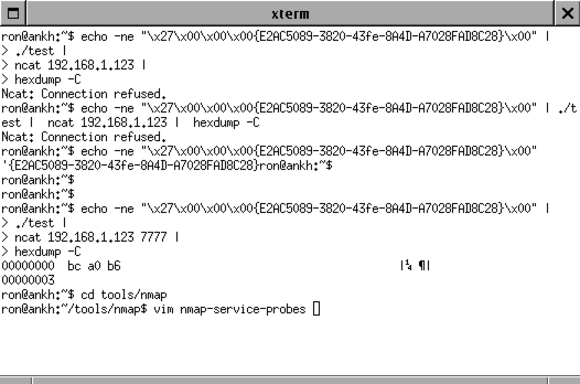 xterm
ron@ankh:~$ echo -ne "\x27\x00\x00\x00{E2AC5089-3820-43fe-8A4D-A7028FAD8C28}\x00" |
> ./test |
> ncat 192.168.1.123 |
> hexdump -C
Ncat: Connection refused.
ron@ankh:~$ echo -ne "\x27\x00\x00\x00{E2AC5089-3820-43fe-8A4D-A7028FAD8C28}\x00" | ./t
est |  ncat 192.168.1.123 |  hexdump -C
Ncat: Connection refused.
ron@ankh:~$ echo -ne "\x27\x00\x00\x00{E2AC5089-3820-43fe-8A4D-A7028FAD8C28}\x00"
'{E2AC5089-3820-43fe-8A4D-A7028FAD8C28}ron@ankh:~$
ron@ankh:~$
ron@ankh:~$
ron@ankh:~$ echo -ne "\x27\x00\x00\x00{E2AC5089-3820-43fe-8A4D-A7028FAD8C28}\x00" |
> ./test |
> ncat 192.168.1.123 7777 |
> hexdump -C
00000000  bc a0 b6                                          |¼ ¶|
00000003
ron@ankh:~$ cd tools/nmap
ron@ankh:~/tools/nmap$ vim nmap-service-probes